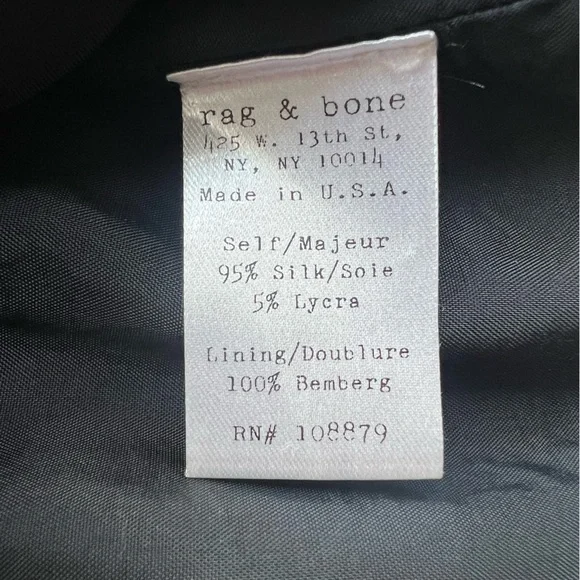 rag & bone
425 W. 13th St,
NY, NY 10014
Made in U.S.A.
Self/Majeur
95% Silk/Soie
5% Lycra
Lining/Doublure
100% Bemberg
RN# 108879